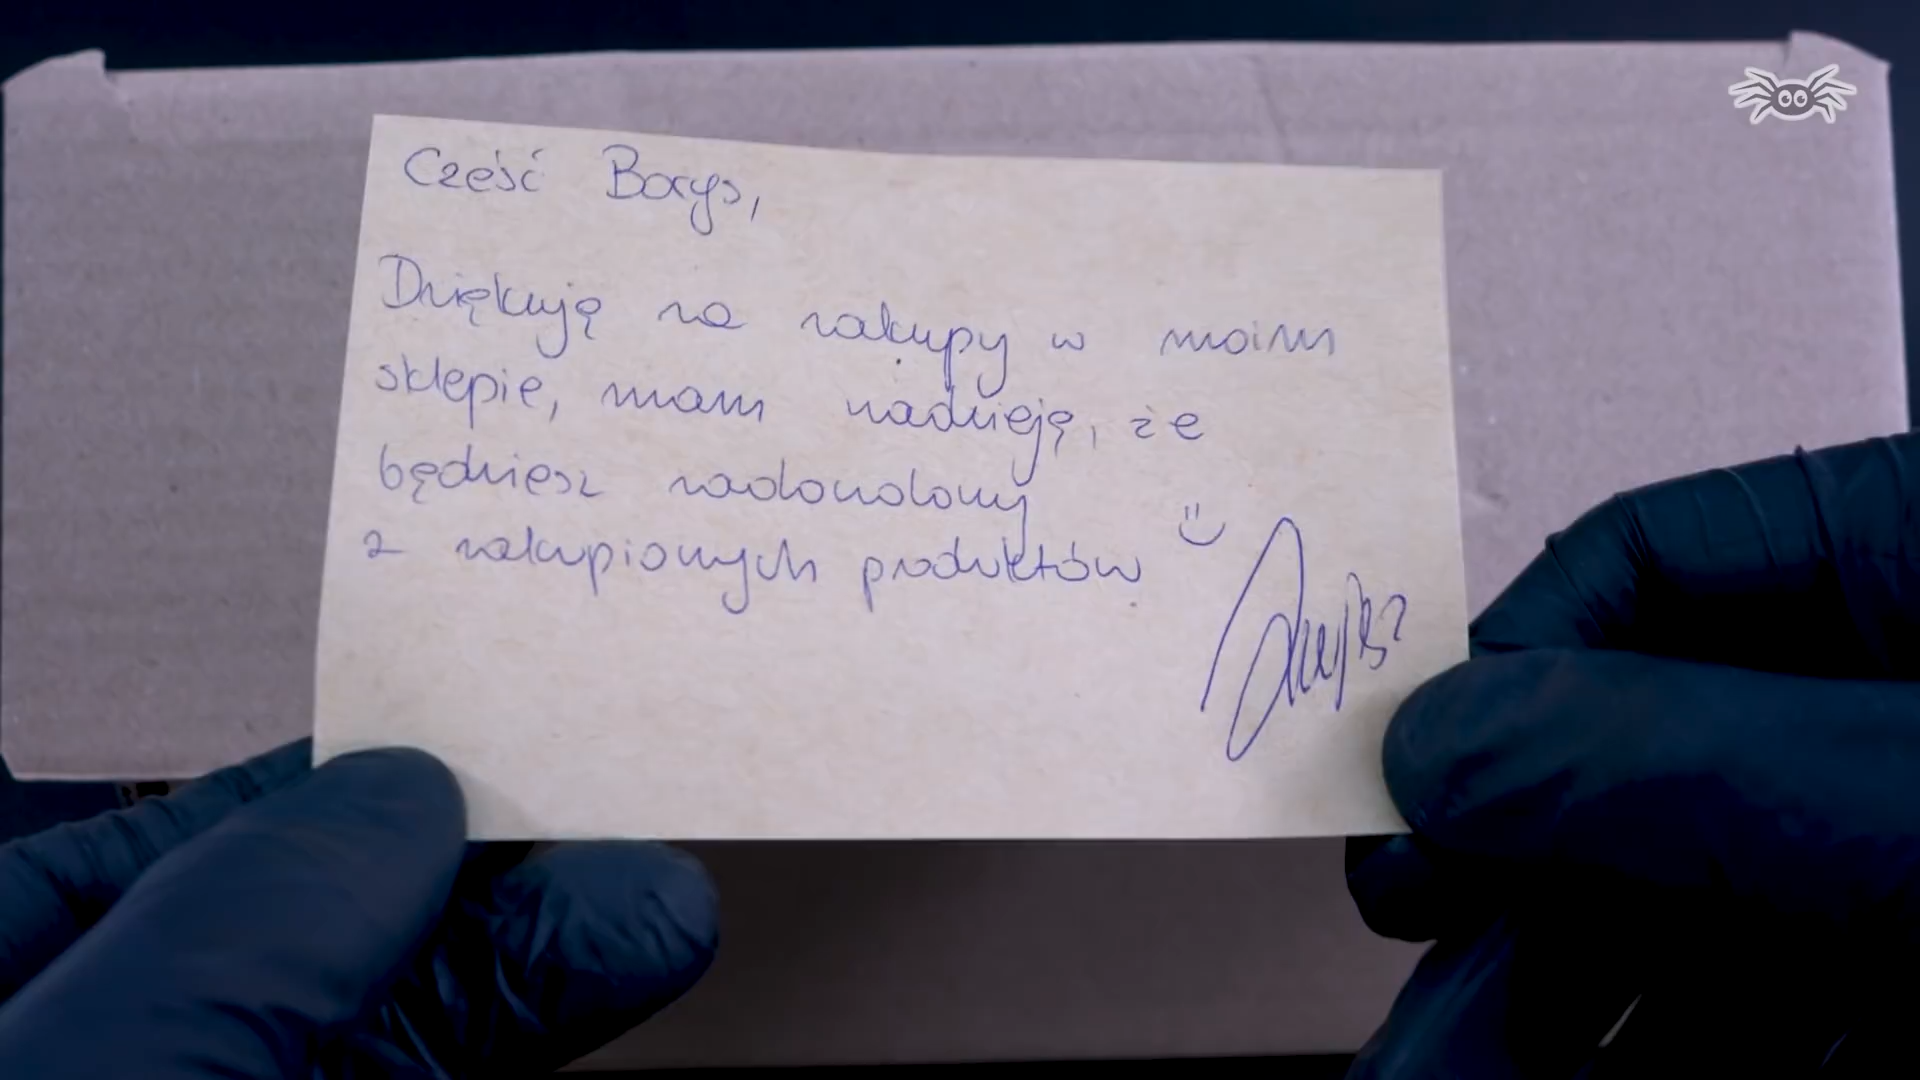 Cześć Borys,
Dziękuję za zakupy w moim
sklepie, mam nadzieję, że
będziesz zadowolony
z zakupionych produktów